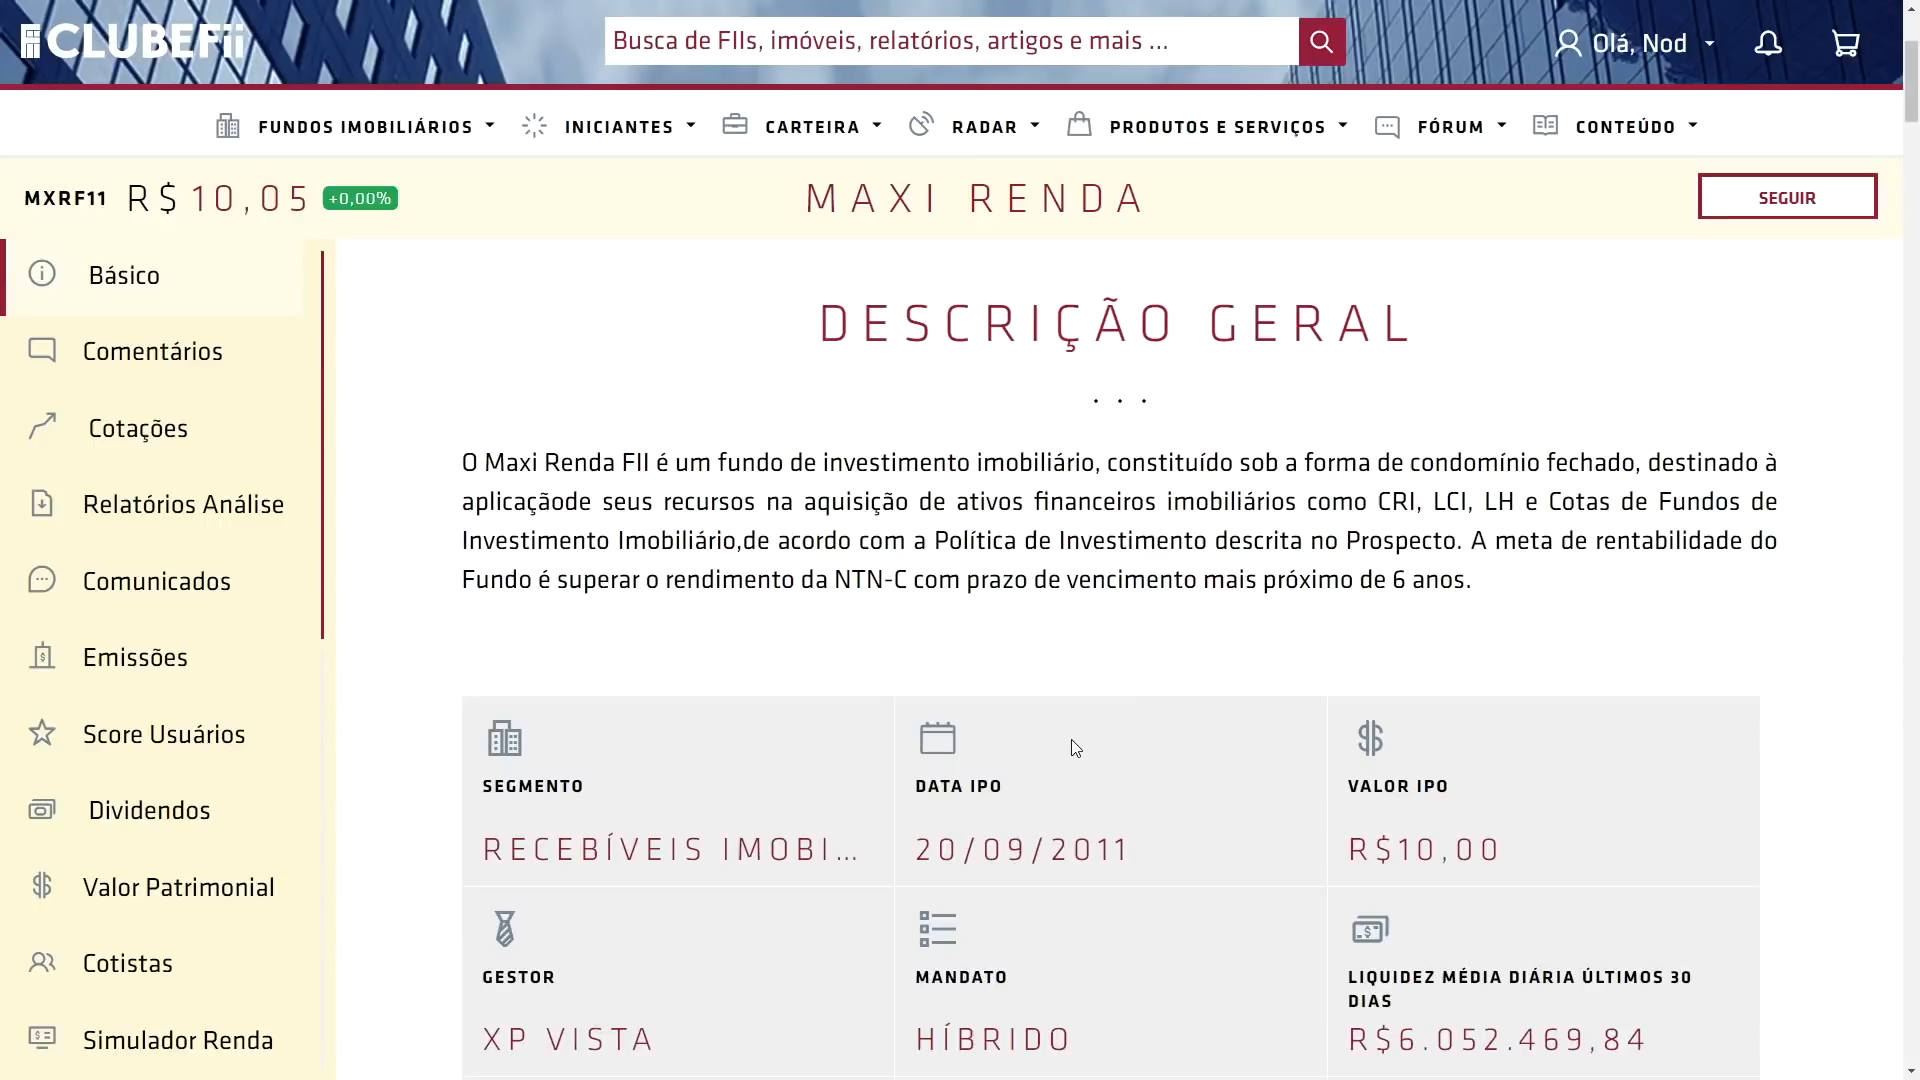 CLUBEFii
Busca de FIIs, imóveis, relatórios, artigos e mais ...
Olá, Nod
FUNDOS IMOBILIÁRIOS
INICIANTES
CARTEIRA
RADAR
PRODUTOS E SERVIÇOS
FÓRUM
CONTEÚDO
MXRF11 R$ 10,05 +0,00%
MAXI RENDA
SEGUIR
Básico
Comentários
Cotações
Relatórios Análise
Comunicados
Emissões
Score Usuários
Dividendos
Valor Patrimonial
Cotistas
Simulador Renda
DESCRIÇÃO GERAL
...
O Maxi Renda FII é um fundo de investimento imobiliário, constituído sob a forma de condomínio fechado, destinado à
aplicaçãode seus recursos na aquisição de ativos financeiros imobiliários como CRI, LCI, LH e Cotas de Fundos de
Investimento Imobiliário,de acordo com a Política de Investimento descrita no Prospecto. A meta de rentabilidade do
Fundo é superar o rendimento da NTN-C com prazo de vencimento mais próximo de 6 anos.
SEGMENTO
RECEBÍVEIS IMOBI...
DATA IPO
20/09/2011
VALOR IPO
R$10,00
GESTOR
XP VISTA
MANDATO
HÍBRIDO
LIQUIDEZ MÉDIA DIÁRIA ÚLTIMOS 30
DIAS
R$6.052.469,84